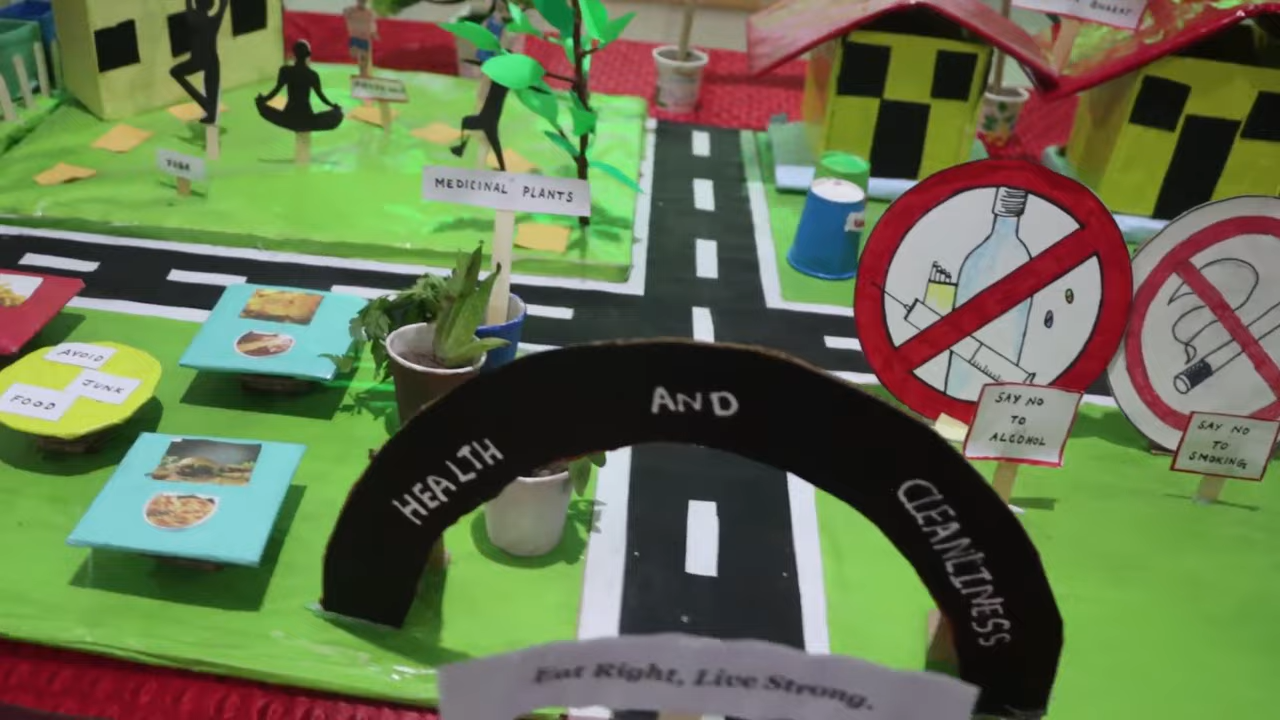 YOGA
MEDICINAL PLANTS
AVOID
JUNK
FOOD
HEALTH AND CLEANLINESS
SAY NO
TO
ALCOHOL
SAY NO
TO
SMOKING
Eat Right, Live Strong.